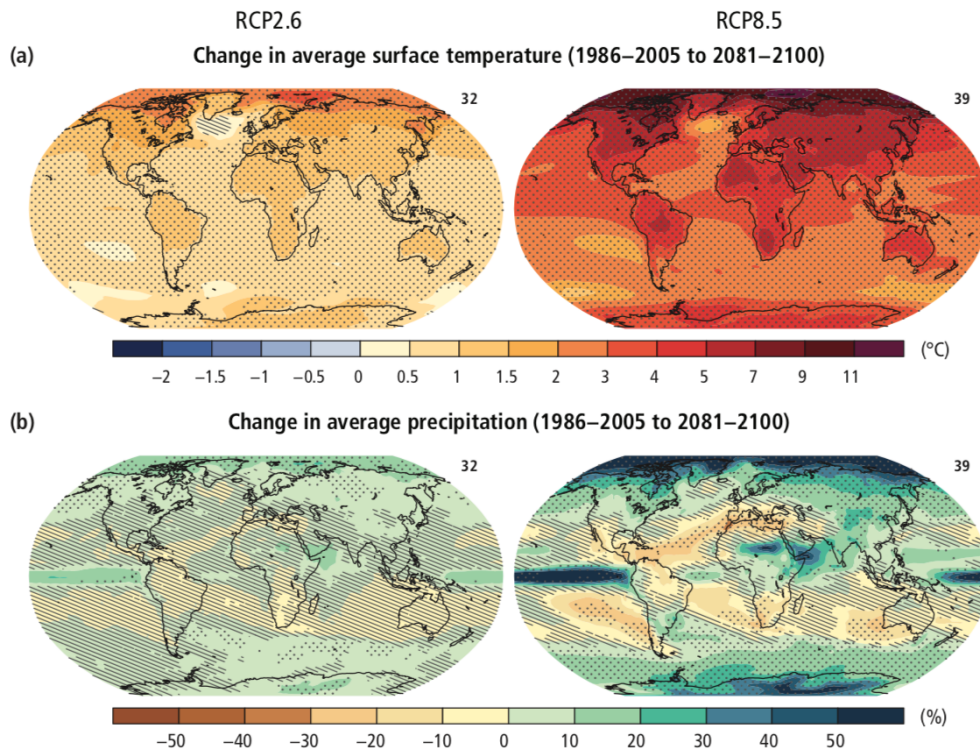 RCP2.6 RCP8.5
(a) Change in average surface temperature (1986–2005 to 2081–2100)
32 39
(°C)
−2 −1.5 −1 −0.5 0 0.5 1 1.5 2 3 4 5 7 9 11
(b) Change in average precipitation (1986–2005 to 2081–2100)
32 39
(%)
−50 −40 −30 −20 −10 0 10 20 30 40 50